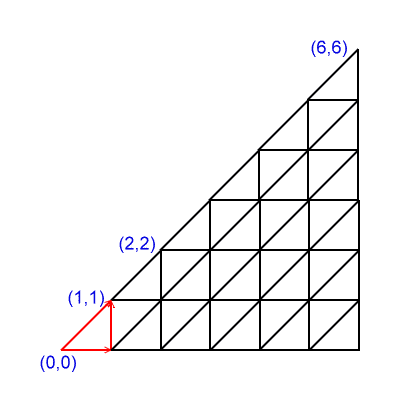 (6,6)
(2,2)
(1,1)
(0,0)